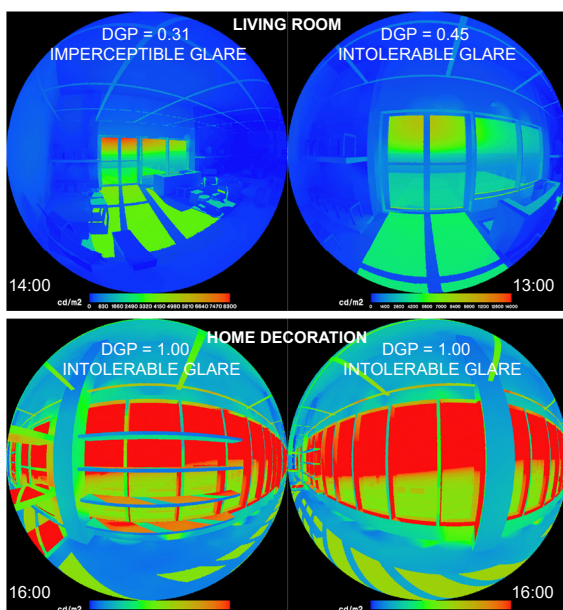 LIVING ROOM
DGP = 0.31
IMPERCEPTIBLE GLARE
DGP = 0.45
INTOLERABLE GLARE
14:00
13:00
cd/m2
0 830 1660 2490 3320 4150 4980 5810 6640 7470 8300
cd/m2
0 1400 2800 4200 5600 7000 8400 9800 11200 12600 14000
HOME DECORATION
DGP = 1.00
INTOLERABLE GLARE
DGP = 1.00
INTOLERABLE GLARE
16:00
16:00
cd/m2
cd/m2